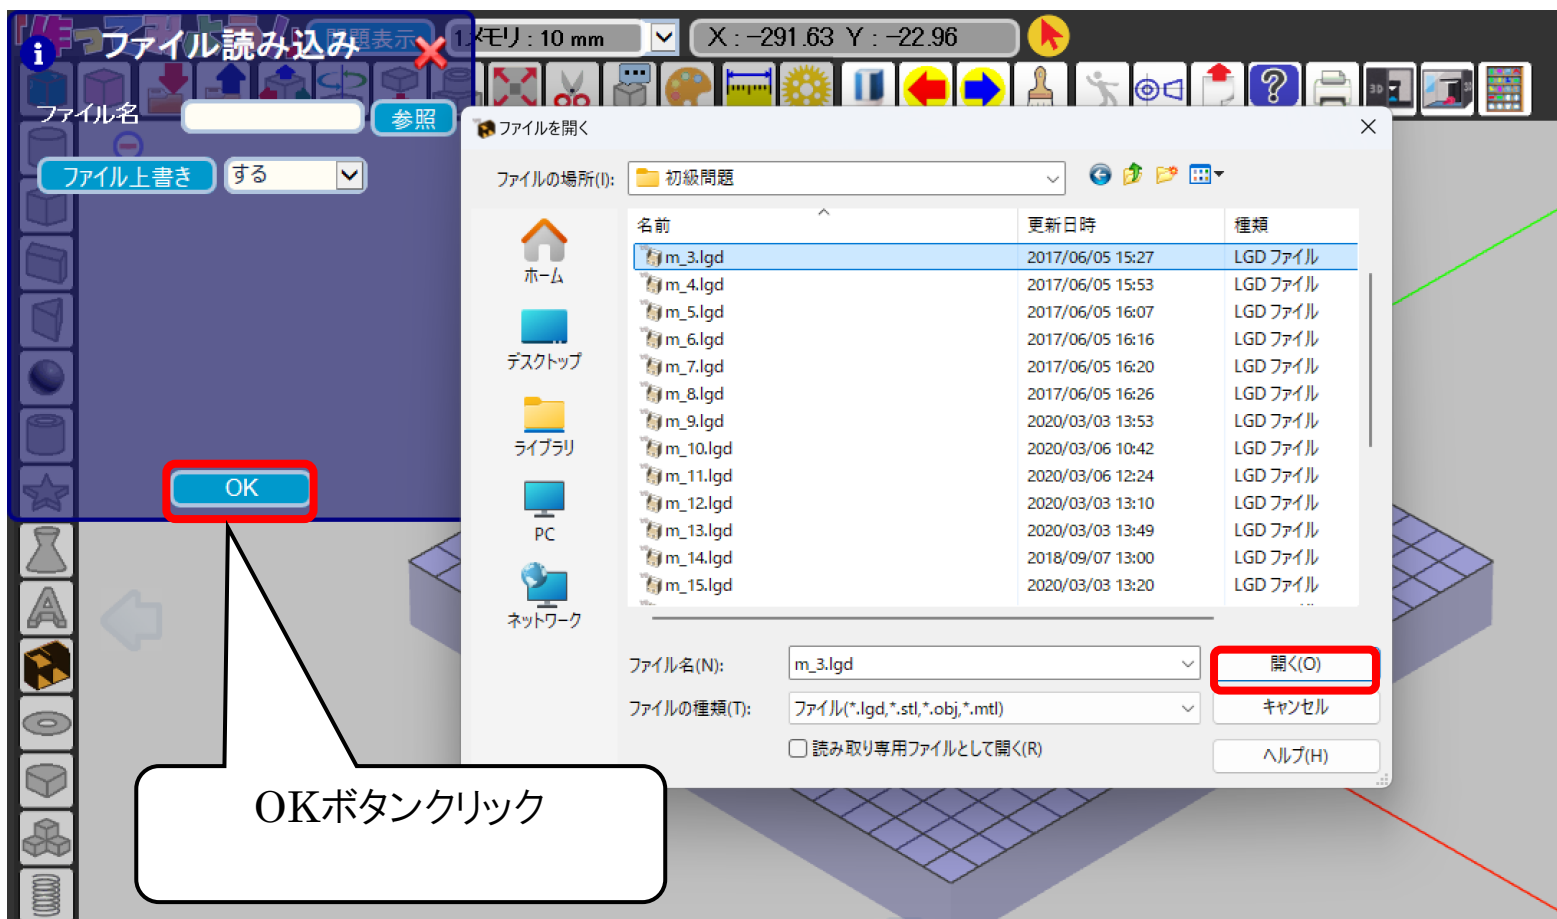 作ってみよう!
ファイル読み込み
問題表示
1メモリ : 10 mm
X : -291.63 Y : -22.96
ファイル名
参照
ファイル上書き
する
OK
ファイルを開く
ファイルの場所(I):
初級問題
名前
更新日時
種類
ホーム
デスクトップ
ライブラリ
PC
ネットワーク
m_3.lgd 2017/06/05 15:27 LGD ファイル
m_4.lgd 2017/06/05 15:53 LGD ファイル
m_5.lgd 2017/06/05 16:07 LGD ファイル
m_6.lgd 2017/06/05 16:16 LGD ファイル
m_7.lgd 2017/06/05 16:20 LGD ファイル
m_8.lgd 2017/06/05 16:26 LGD ファイル
m_9.lgd 2020/03/03 13:53 LGD ファイル
m_10.lgd 2020/03/06 10:42 LGD ファイル
m_11.lgd 2020/03/06 12:24 LGD ファイル
m_12.lgd 2020/03/03 13:10 LGD ファイル
m_13.lgd 2020/03/03 13:49 LGD ファイル
m_14.lgd 2018/09/07 13:00 LGD ファイル
m_15.lgd 2020/03/03 13:20 LGD ファイル
ファイル名(N):
m_3.lgd
開く(O)
ファイルの種類(T):
ファイル(*.lgd,*.stl,*.obj,*.mtl)
キャンセル
読み取り専用ファイルとして開く(R)
ヘルプ(H)
OKボタンクリック